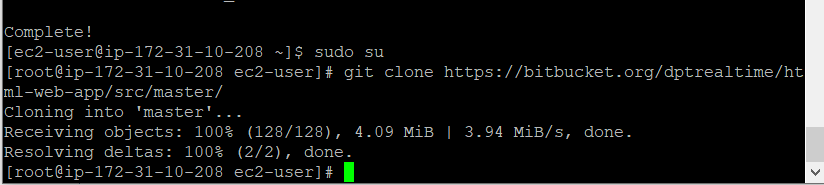 Complete!
[ec2-user@ip-172-31-10-208 ~]$ sudo su
[root@ip-172-31-10-208 ec2-user]# git clone https://bitbucket.org/dptrealtime/ht
ml-web-app/src/master/
Cloning into 'master'...
Receiving objects: 100% (128/128), 4.09 MiB | 3.94 MiB/s, done.
Resolving deltas: 100% (2/2), done.
[root@ip-172-31-10-208 ec2-user]#